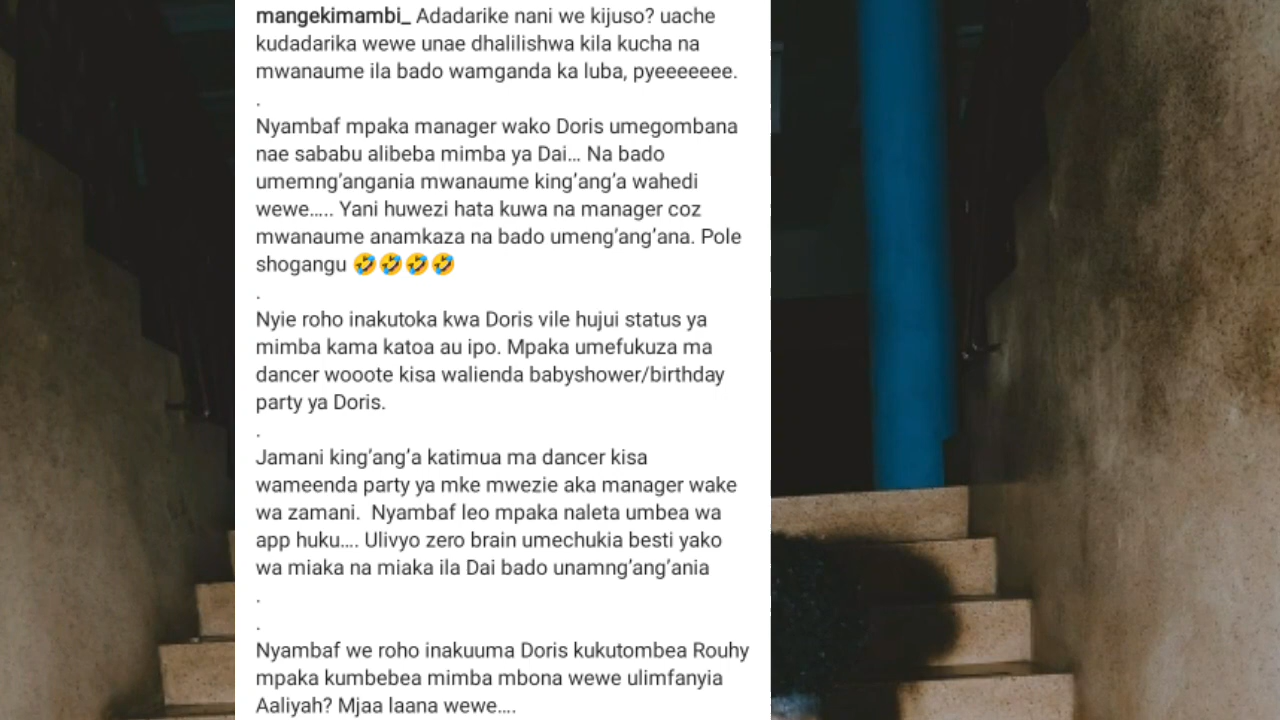 mangekimambi_ Adadarike nani we kijuso? uache
kudadarika wewe unae dhalilishwa kila kucha na
mwanaume ila bado wamganda ka luba, pyeeeeeee.
.
Nyambaf mpaka manager wako Doris umegombana
nae sababu alibeba mimba ya Dai... Na bado
umemng'angania mwanaume king'ang'a wahedi
wewe..... Yani huwezi hata kuwa na manager coz
mwanaume anamkaza na bado umeng'ang'ana. Pole
shogangu 🤣🤣🤣🤣
.
Nyie roho inakutoka kwa Doris vile hujui status ya
mimba kama katoa au ipo. Mpaka umefukuza ma
dancer wooote kisa walienda babyshower/birthday
party ya Doris.
.
Jamani king'ang'a katimua ma dancer kisa
wameenda party ya mke mwezie aka manager wake
wa zamani.  Nyambaf leo mpaka naleta umbea wa
app huku.... Ulivyo zero brain umechukia besti yako
wa miaka na miaka ila Dai bado unamng'ang'ania
.
.
Nyambaf we roho inakuuma Doris kukutombea Rouhy
mpaka kumbebea mimba mbona wewe ulimfanyia
Aaliyah? Mjaa laana wewe....